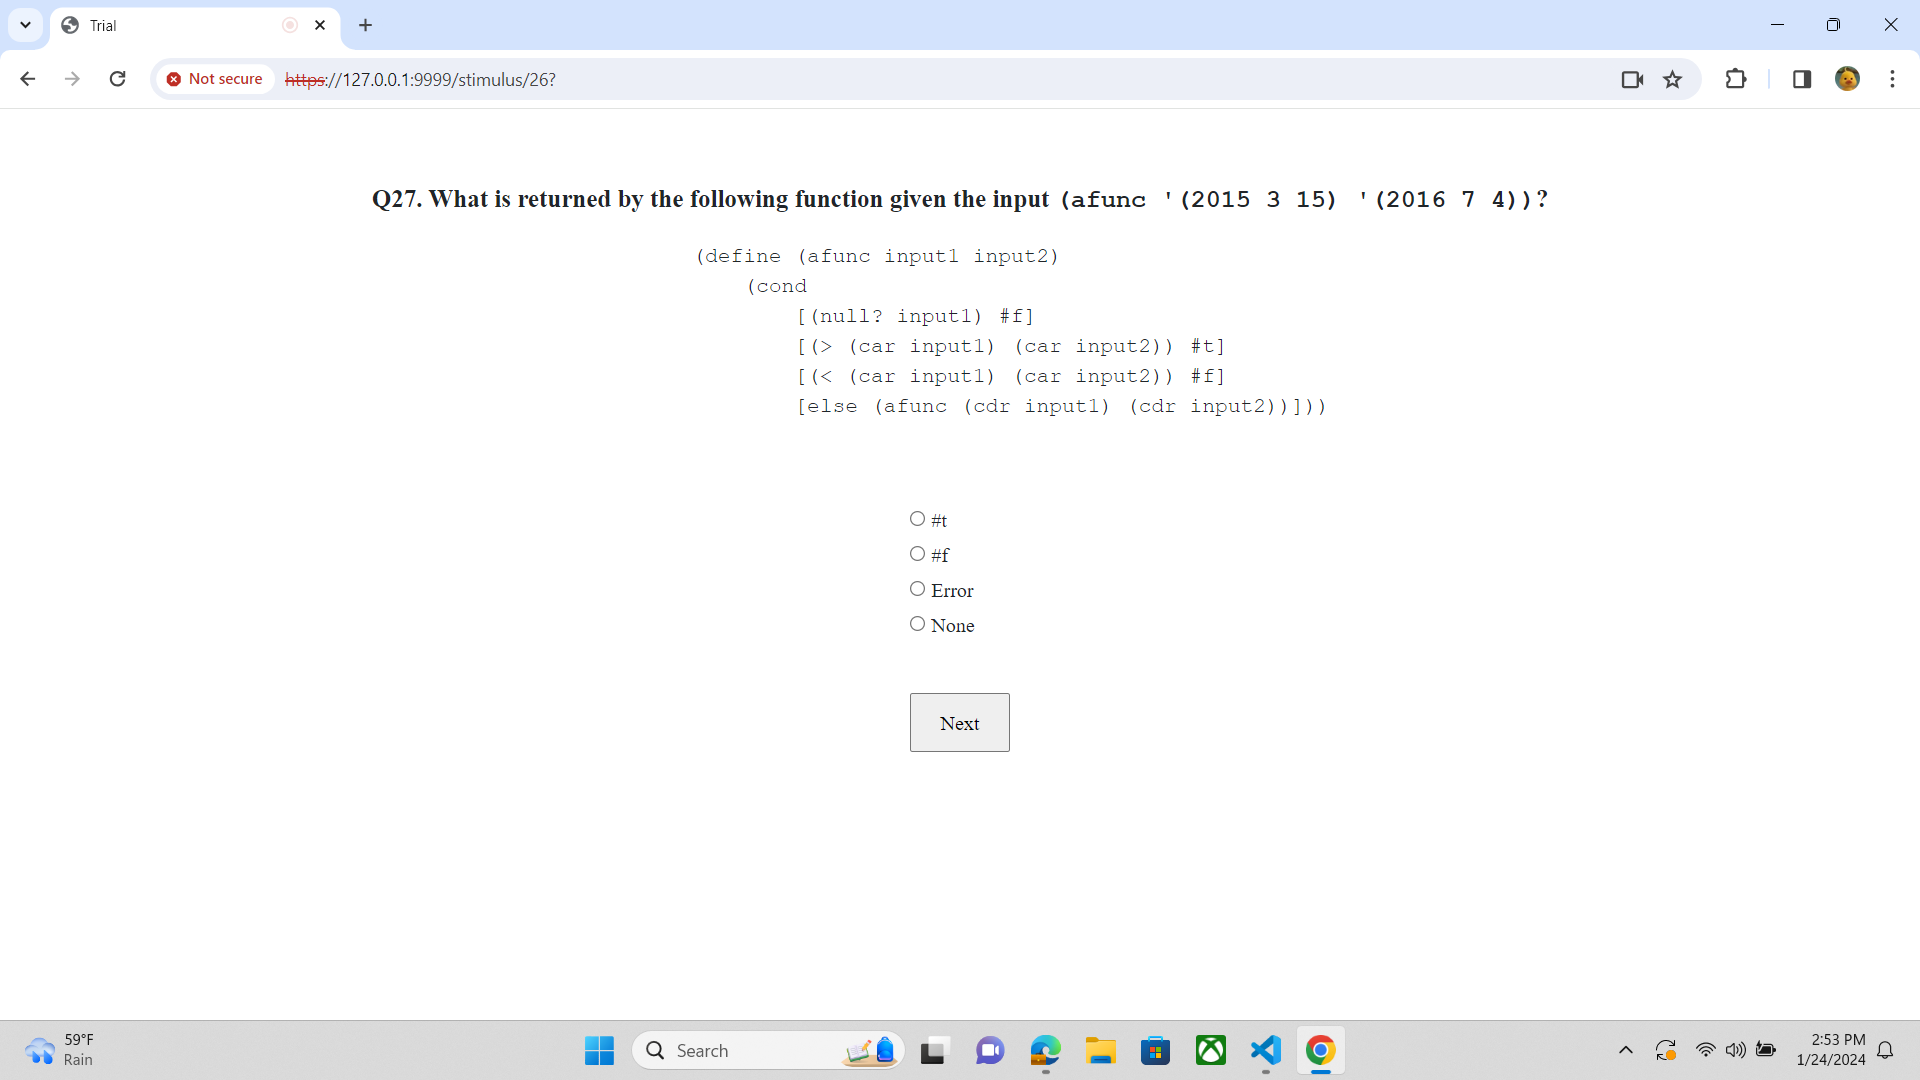 Trial
Not secure
https://127.0.0.1:9999/stimulus/26?
Q27. What is returned by the following function given the input (afunc '(2015 3 15) '(2016 7 4))?
(define (afunc input1 input2)
(cond
[(null? input1) #f]
[(> (car input1) (car input2)) #t]
[(< (car input1) (car input2)) #f]
[else (afunc (cdr input1) (cdr input2))]))
#t
#f
Error
None
Next
59°F
Rain
Search
2:53 PM
1/24/2024